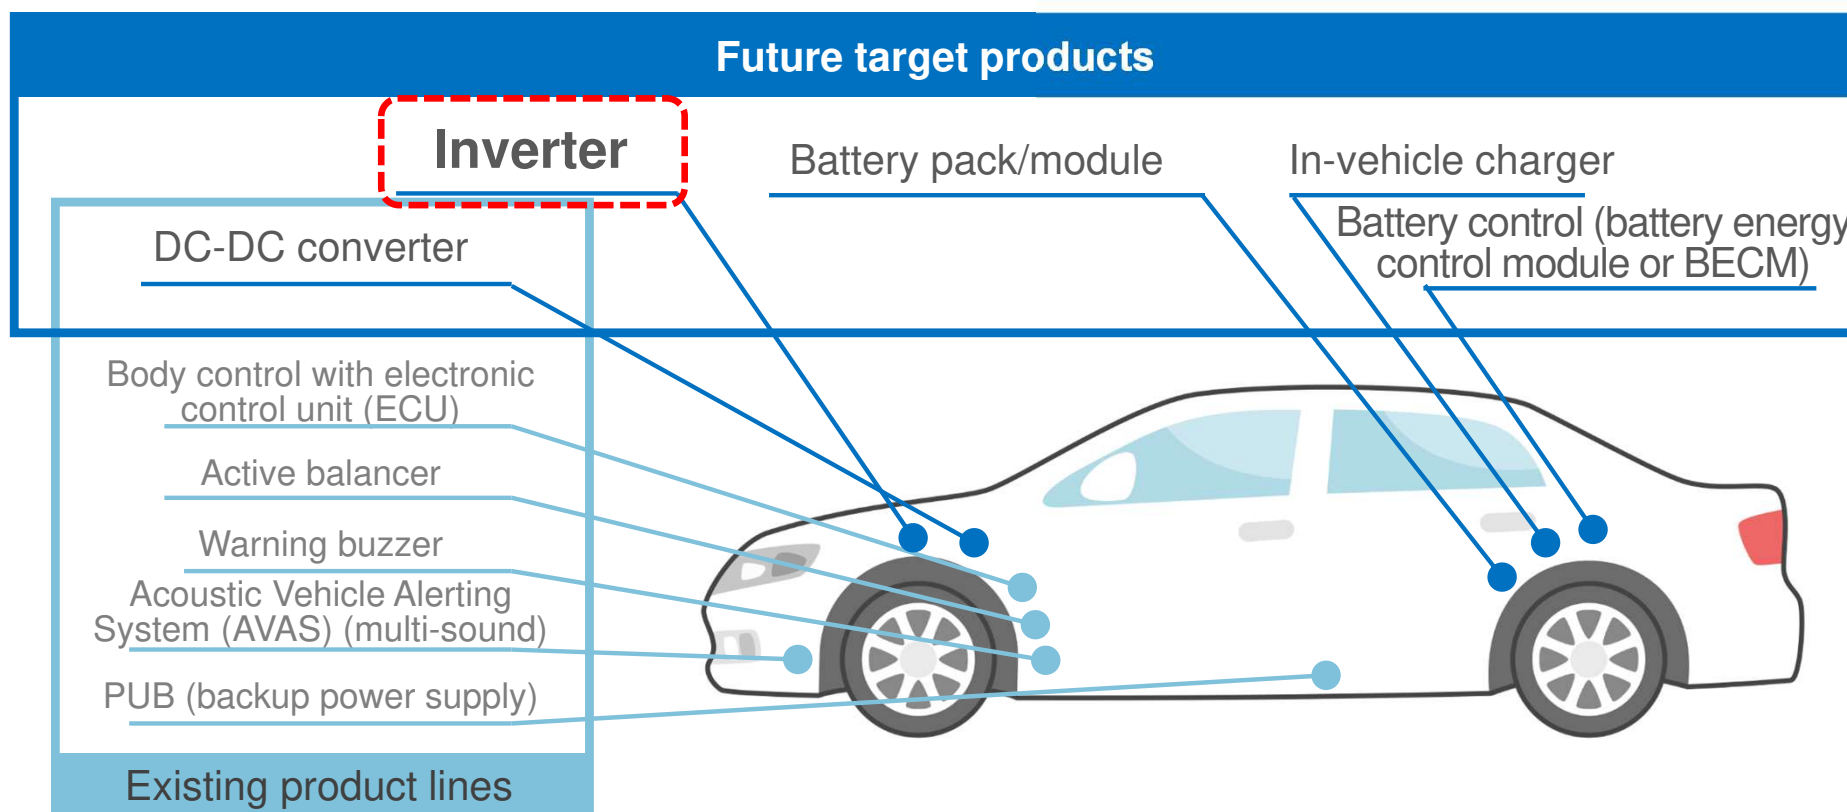 Future target products
Inverter
Battery pack/module
In-vehicle charger
DC-DC converter
Battery control (battery energy
control module or BECM)
Body control with electronic
control unit (ECU)
Active balancer
Warning buzzer
Acoustic Vehicle Alerting
System (AVAS) (multi-sound)
PUB (backup power supply)
Existing product lines